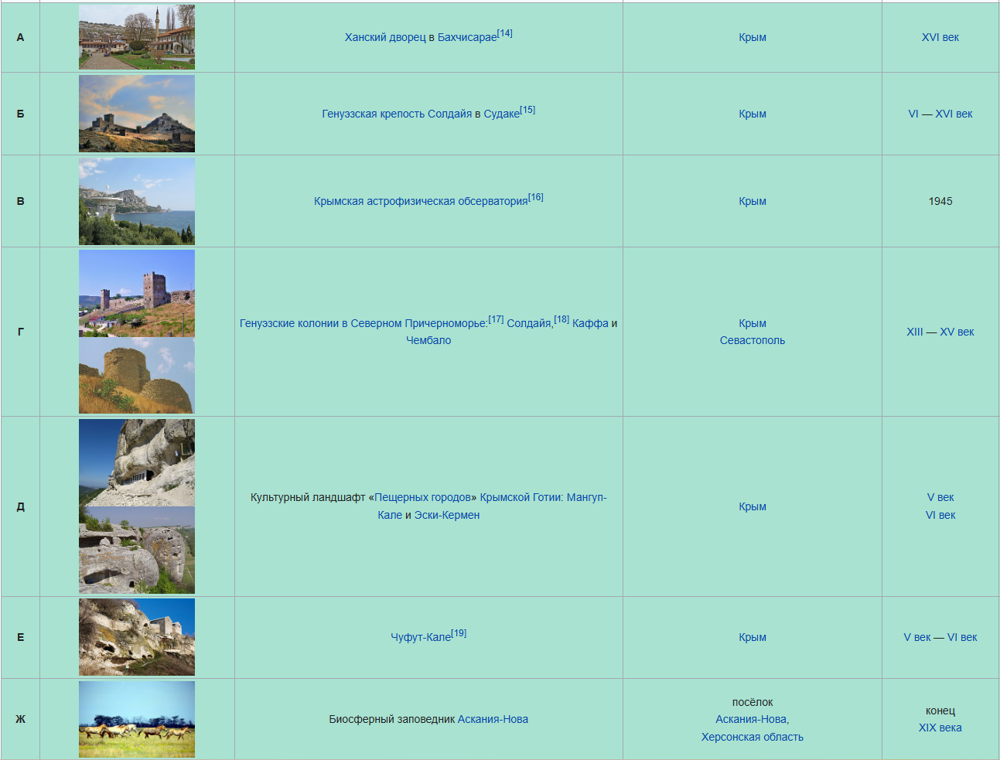 А
Ханский дворец в Бахчисарае[14]
Крым
XVI век
Б
Генуэзская крепость Солдайя в Судаке[15]
Крым
VI — XVI век
В
Крымская астрофизическая обсерватория[16]
Крым
1945
Г
Генуэзские колонии в Северном Причерноморье:[17] Солдайя,[18] Каффа и
Чембало
Крым
Севастополь
XIII — XV век
Д
Культурный ландшафт «Пещерных городов» Крымской Готии: Мангуп-
Кале и Эски-Кермен
Крым
V век
VI век
Е
Чуфут-Кале[19]
Крым
V век — VI век
Ж
Биосферный заповедник Аскания-Нова
посёлок
Аскания-Нова,
Херсонская область
конец
XIX века